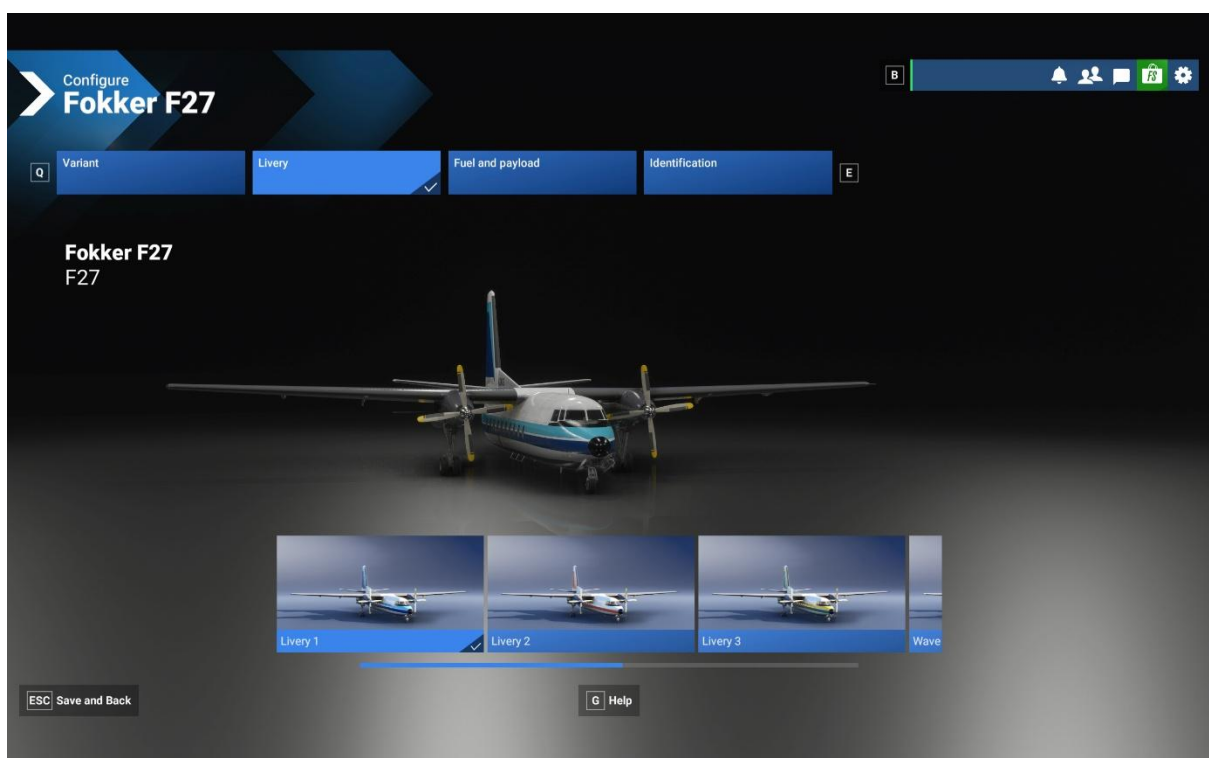 Configure
Fokker F27
B
FS
Q
Variant
Livery
Fuel and payload
Identification
E
Fokker F27
F27
Livery 1
Livery 2
Livery 3
Wave
ESC Save and Back
G Help